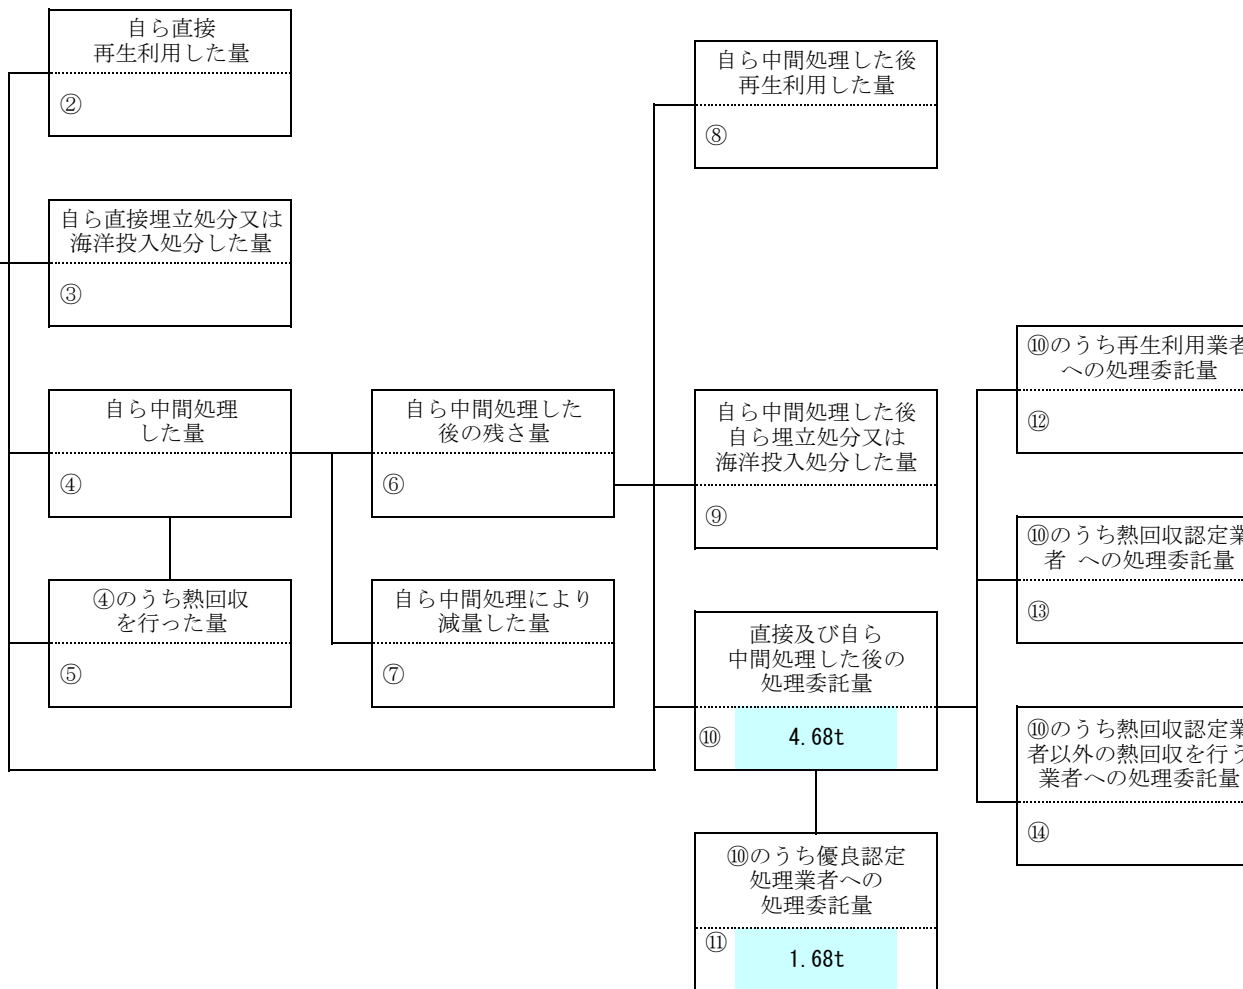 自ら直接
再生利用した量
②
自ら直接埋立処分又は
海洋投入処分した量
③
自ら中間処理
した量
④
④のうち熱回収
を行った量
⑤
自ら中間処理した
後の残さ量
⑥
自ら中間処理により
減量した量
⑦
自ら中間処理した後
再生利用した量
⑧
自ら中間処理した後
自ら埋立処分又は
海洋投入処分した量
⑨
直接及び自ら
中間処理した後の
処理委託量
⑩ 4.68t
⑩のうち優良認定
処理業者への
処理委託量
⑪ 1.68t
⑩のうち再生利用業者
への処理委託量
⑫
⑩のうち熱回収認定業
者 への処理委託量
⑬
⑩のうち熱回収認定業
者以外の熱回収を行う
業者への処理委託量
⑭